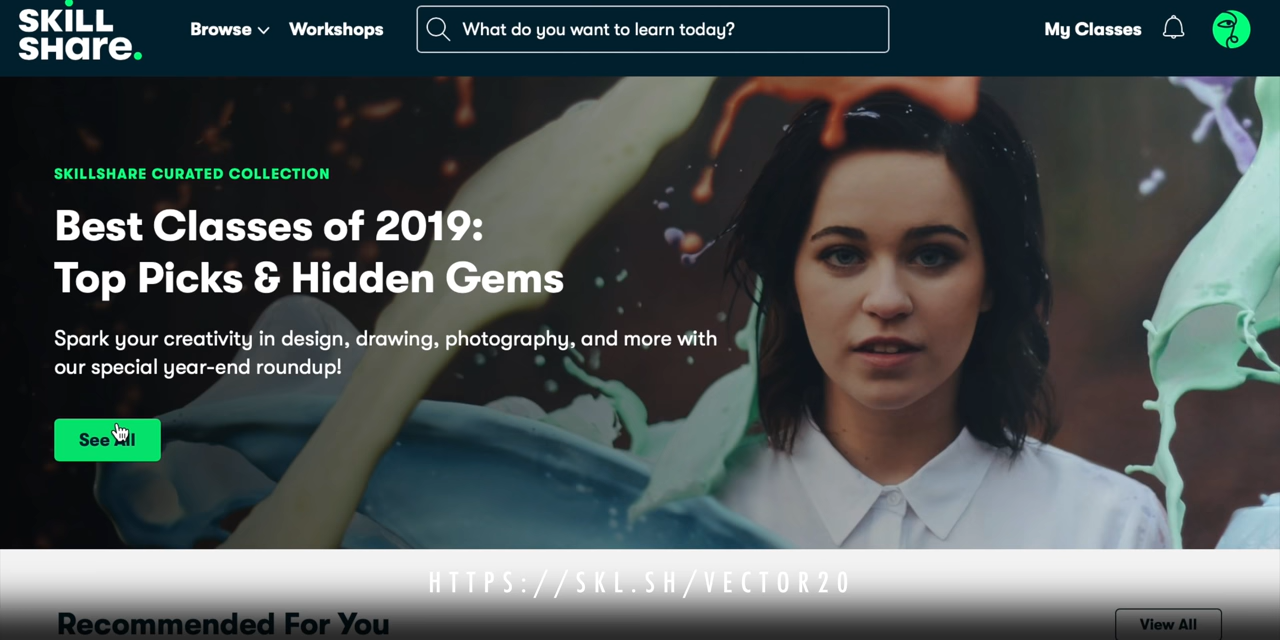 SKILL
SHare.
Browse
Workshops
What do you want to learn today?
My Classes
SKILLSHARE CURATED COLLECTION
Best Classes of 2019:
Top Picks & Hidden Gems
Spark your creativity in design, drawing, photography, and more with
our special year-end roundup!
See All
HTTPS://SKL.SH/VECTOR20
Recommended For You
View All